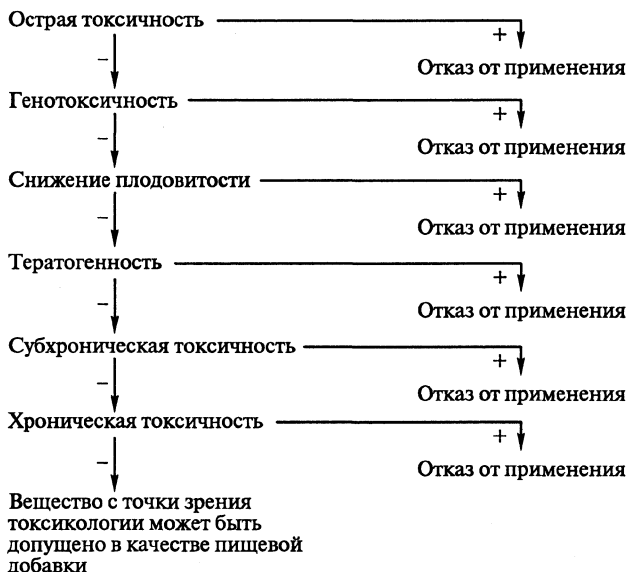 Острая токсичность
+
–
Отказ от применения
Генотоксичность
+
–
Отказ от применения
Снижение плодовитости
+
–
Отказ от применения
Тератогенность
+
–
Отказ от применения
Субхроническая токсичность
+
–
Отказ от применения
Хроническая токсичность
+
–
Отказ от применения
Вещество с точки зрения
токсикологии может быть
допущено в качестве пищевой
добавки